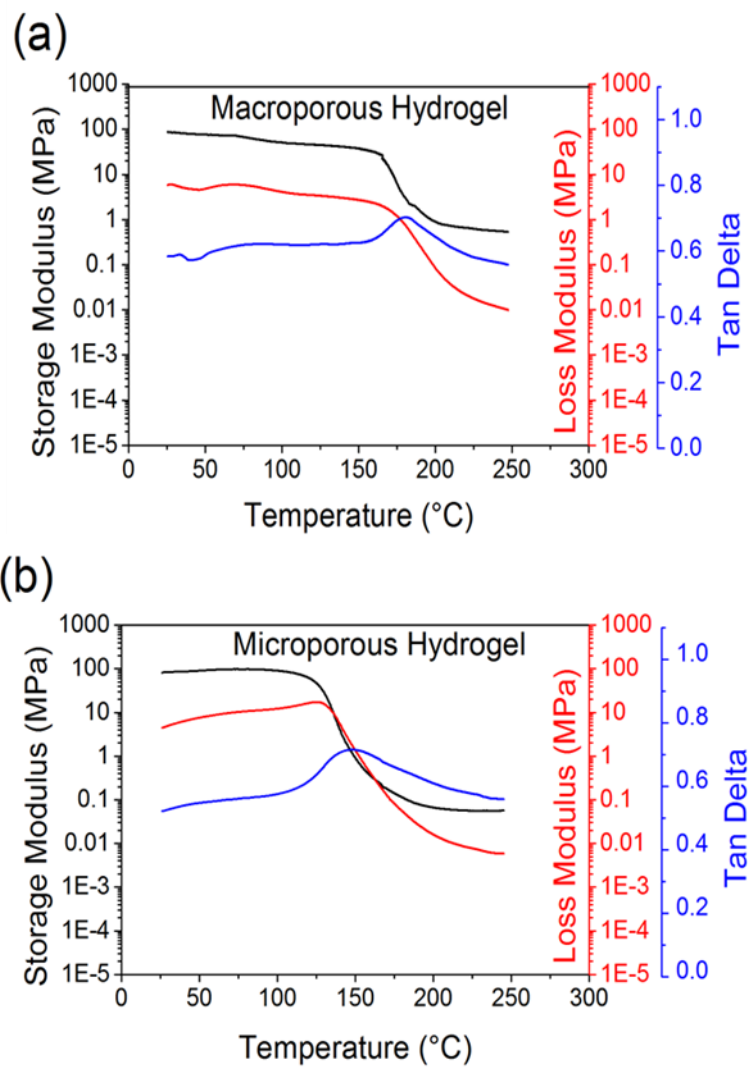 (a)
Macroporous Hydrogel
Storage Modulus (MPa)
1000
100
10
1
0.1
0.01
1E-3
1E-4
1E-5
Loss Modulus (MPa)
1000
100
10
1
0.1
0.01
1E-3
1E-4
1E-5
Tan Delta
1.0
0.8
0.6
0.4
0.2
0.0
0 50 100 150 200 250 300
Temperature (°C)
(b)
Microporous Hydrogel
Storage Modulus (MPa)
1000
100
10
1
0.1
0.01
1E-3
1E-4
1E-5
Loss Modulus (MPa)
1000
100
10
1
0.1
0.01
1E-3
1E-4
1E-5
Tan Delta
1.0
0.8
0.6
0.4
0.2
0.0
0 50 100 150 200 250 300
Temperature (°C)